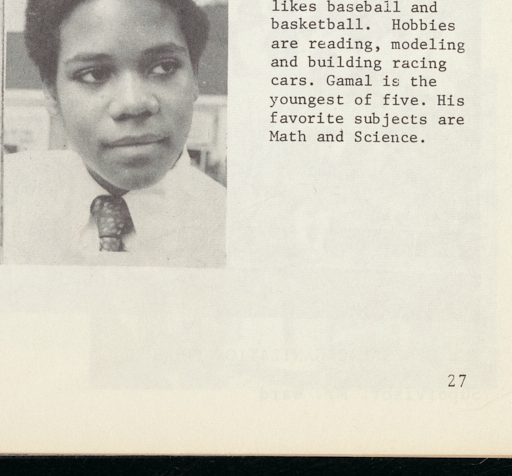 likes baseball and
basketball. Hobbies
are reading, modeling
and building racing
cars. Gamal is the
youngest of five. His
favorite subjects are
Math and Science.
27